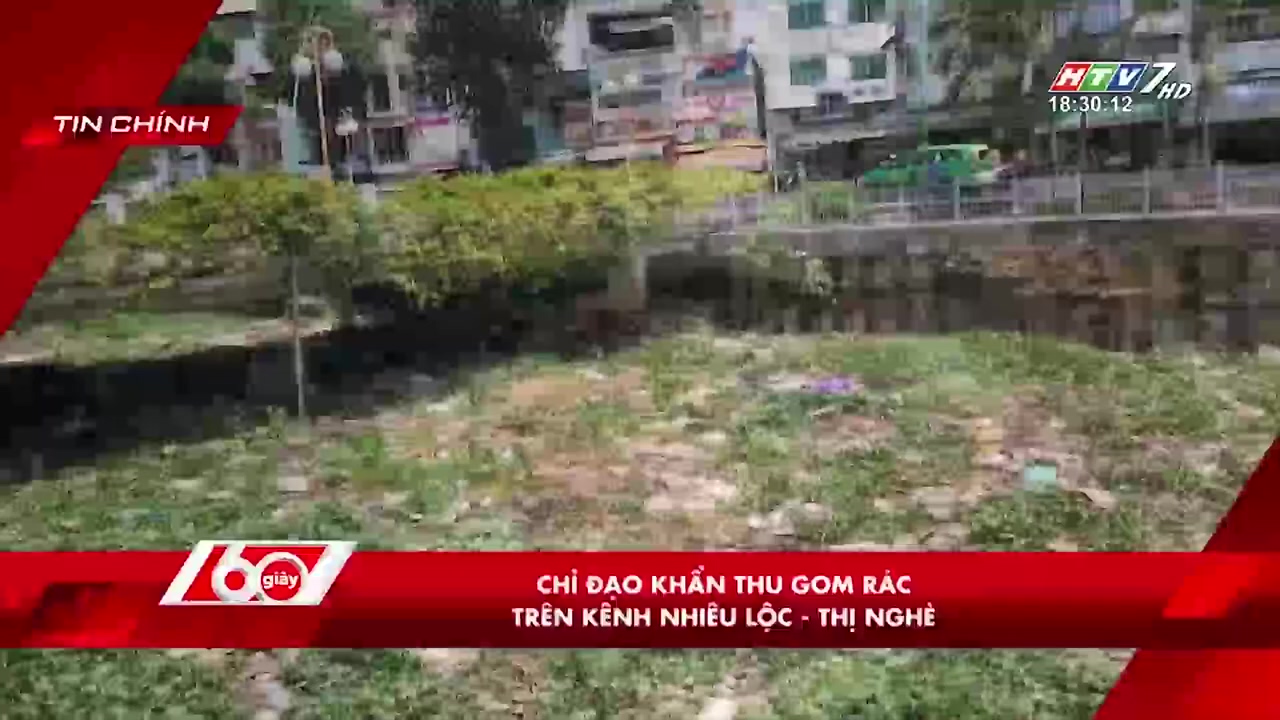 TIN CHÍNH
HTV7 HD
18:30:12
60 giây
CHỈ ĐẠO KHẨN THU GOM RÁC
TRÊN KÊNH NHIÊU LỘC - THỊ NGHÈ